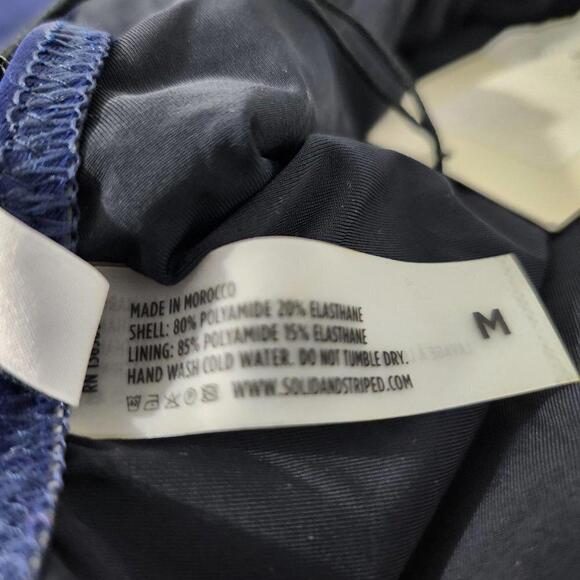 MADE IN MOROCCO
SHELL: 80% POLYAMIDE 20% ELASTHANE
LINING: 85% POLYAMIDE 15% ELASTHANE
HAND WASH COLD WATER. DO NOT TUMBLE DRY.
WWW.SOLIDANDSTRIPED.COM
M
RN